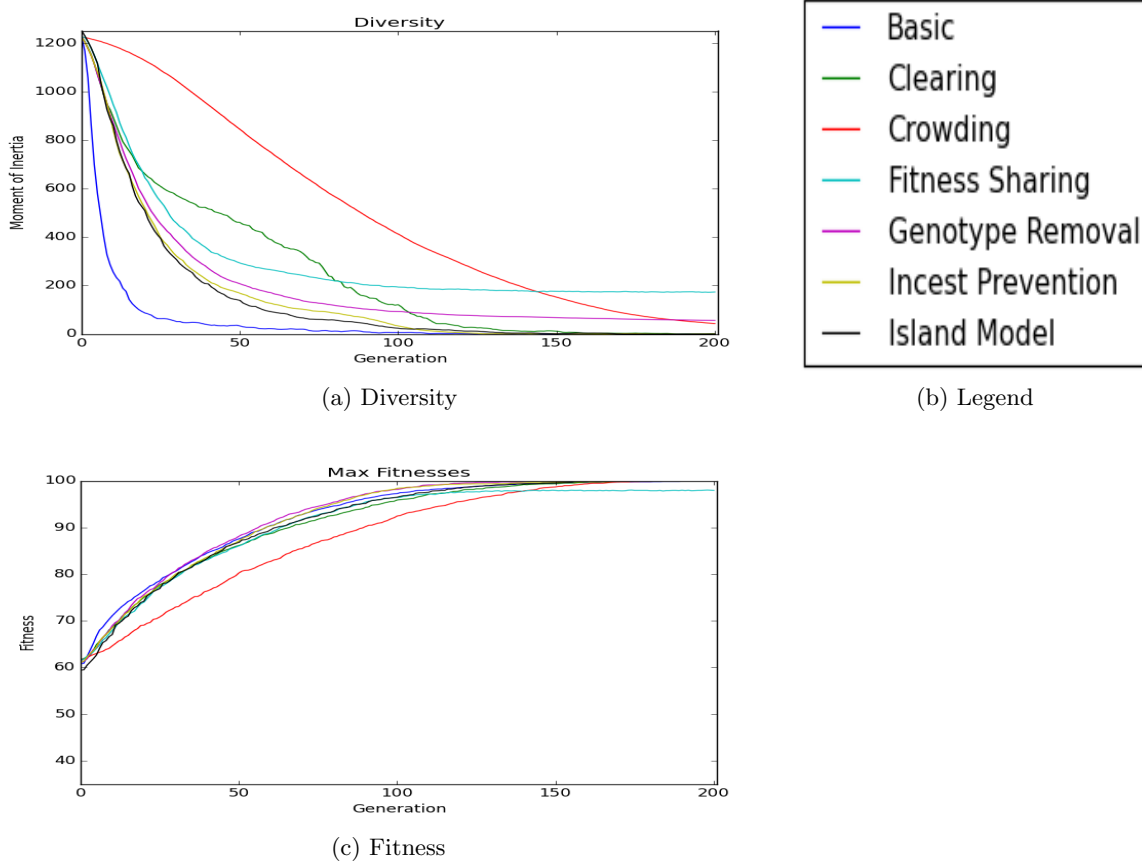 Diversity
1200
1000
800
600
400
200
0
Moment of Inertia
0 50 100 150 200
Generation
(a) Diversity
Basic
Clearing
Crowding
Fitness Sharing
Genotype Removal
Incest Prevention
Island Model
(b) Legend
Max Fitnesses
100
90
80
70
60
50
40
Fitness
0 50 100 150 200
Generation
(c) Fitness